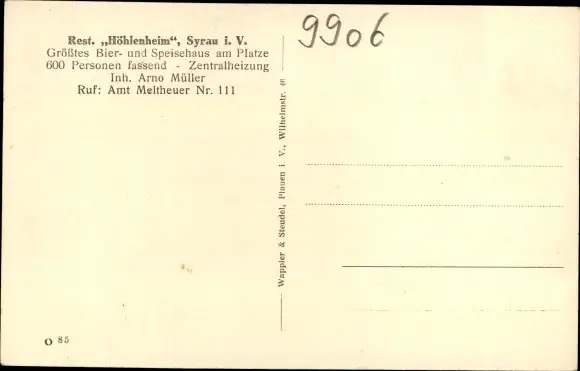 Rest. „Höhlenheim“, Syrau i. V.
Größtes Bier- und Speisehaus am Platze
600 Personen fassend - Zentralheizung
Inh. Arno Müller
Ruf: Amt Meltheuer Nr. 111
9906
Wappler & Steudel, Plauen i. V., Wilhelmstr. 46
O 85